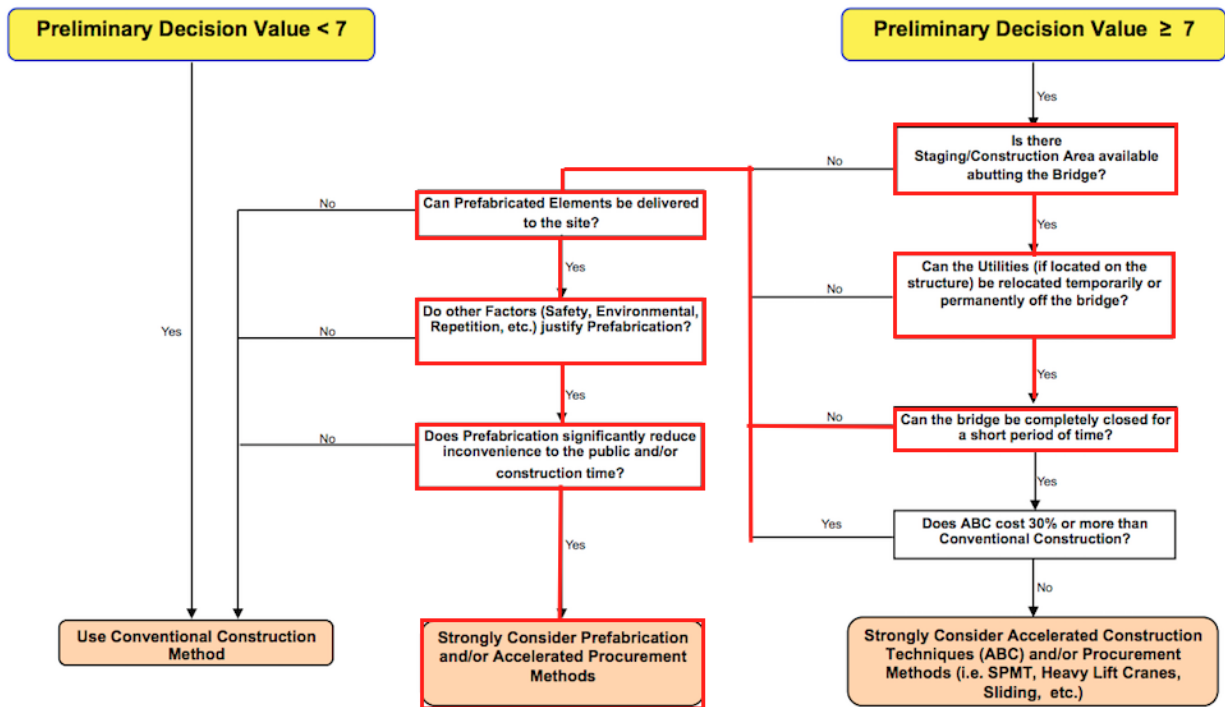 Preliminary Decision Value < 7
Preliminary Decision Value ≥ 7
Yes
Is there
Staging/Construction Area available
abutting the Bridge?
No
Yes
Can the Utilities (if located on the
structure) be relocated temporarily or
permanently off the bridge?
No
Yes
Can the bridge be completely closed for
a short period of time?
No
Yes
Does ABC cost 30% or more than
Conventional Construction?
Yes
No
Strongly Consider Accelerated Construction
Techniques (ABC) and/or Procurement
Methods (i.e. SPMT, Heavy Lift Cranes,
Sliding, etc.)
Can Prefabricated Elements be delivered
to the site?
No
Yes
Do other Factors (Safety, Environmental,
Repetition, etc.) justify Prefabrication?
No
Yes
Does Prefabrication significantly reduce
inconvenience to the public and/or
construction time?
No
Yes
Strongly Consider Prefabrication
and/or Accelerated Procurement
Methods
Yes
Use Conventional Construction
Method